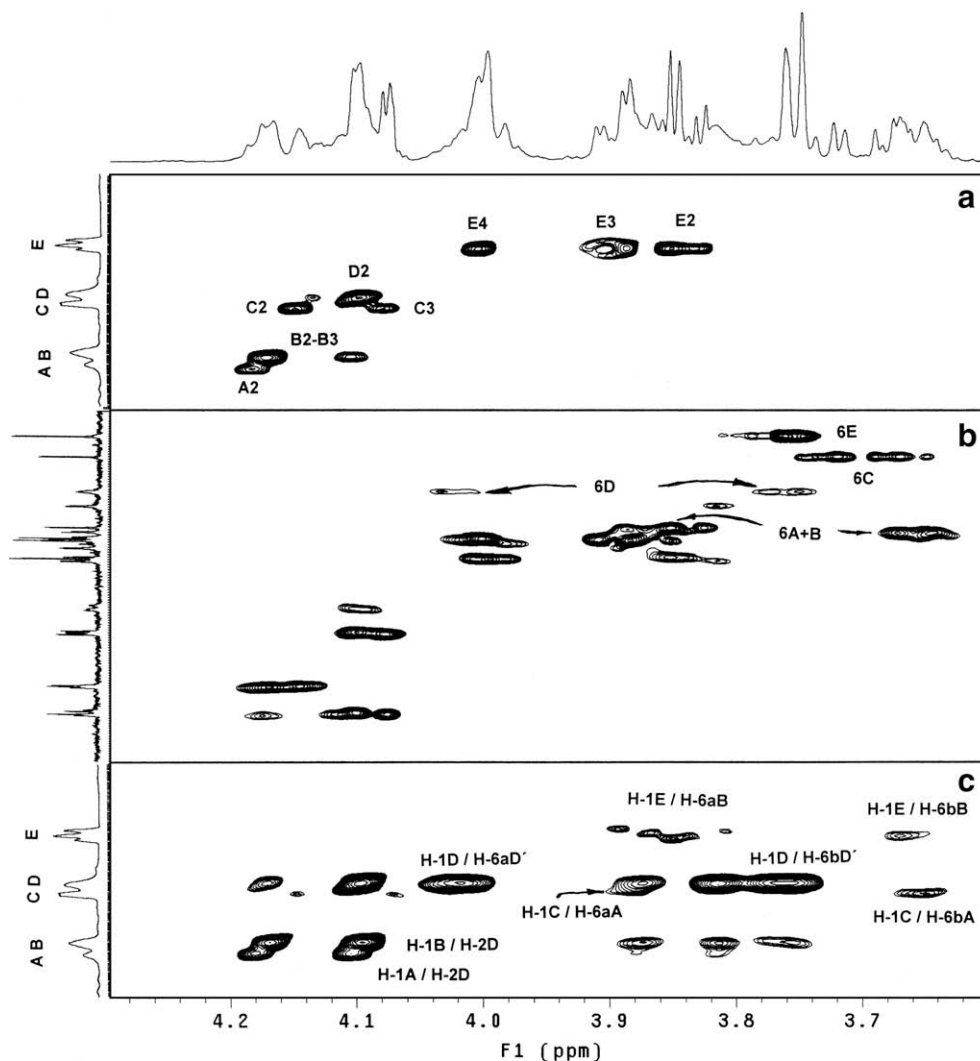 a
E
E4
E3
E2
D2
C D
C2
C3
B2-B3
A B
A2
b
6E
6C
6D
6A+B
c
E
H-1E / H-6aB
H-1E / H-6bB
H-1D / H-6aD´
H-1D / H-6bD´
C D
H-1C / H-6aA
H-1C / H-6bA
A B
H-1B / H-2D
H-1A / H-2D
4.2 4.1 4.0 3.9 3.8 3.7
F1 (ppm)